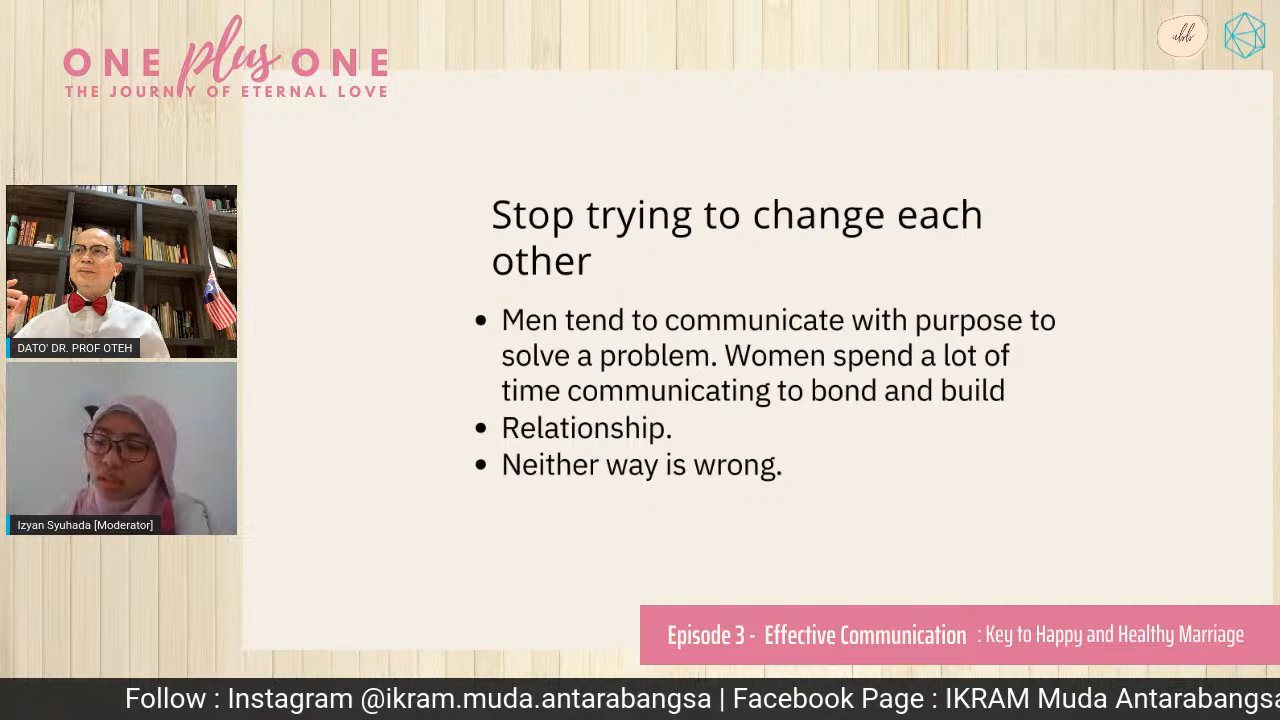 ONE plus ONE
THE JOURNEY OF ETERNAL LOVE
Stop trying to change each
other
• Men tend to communicate with purpose to
solve a problem. Women spend a lot of
time communicating to bond and build
• Relationship.
• Neither way is wrong.
DATO' DR. PROF OTEH
Izyan Syuhada [Moderator]
Episode 3 - Effective Communication : Key to Happy and Healthy Marriage
Follow : Instagram @ikram.muda.antarabangsa | Facebook Page : IKRAM Muda Antarabangsa